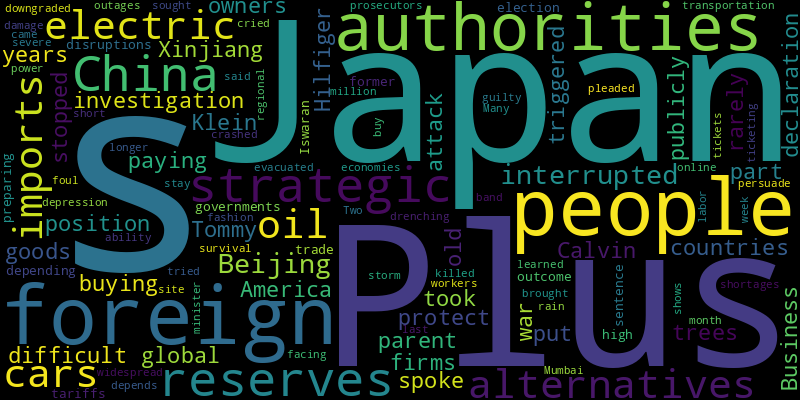 downgraded outages sought owners prosecutors election transportation
damage electric cried authorities
came
severe disruptions Xinjiang Hilfiger triggered declaration
years
power China said Japan former million
imports stopped short investigation regional Iswaran guilty Many pleaded publicly rarely
Klein crashed attack buy tickets ticketing
longer
preparing paying evacuated economies interrupted online part
foul S stay strategic band labor week persuade
depression governments Two people
position fashion Tommy oil drenching
ability
goods survival trade old Calvin countries
depending tried Beijing storm killed learned shortages
buying site America workers outcome
minister took brought sentence shows
foreign protect Plus rain war put high month trees Business
last parent
difficult global facing firms
cars widespread Mumbai
depends reserves spoke alternatives
tariffs